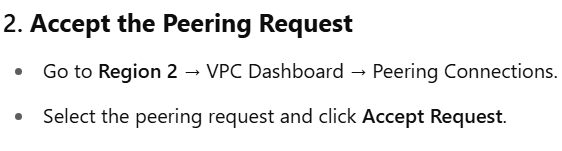 2. Accept the Peering Request
• Go to Region 2 → VPC Dashboard → Peering Connections.
• Select the peering request and click Accept Request.